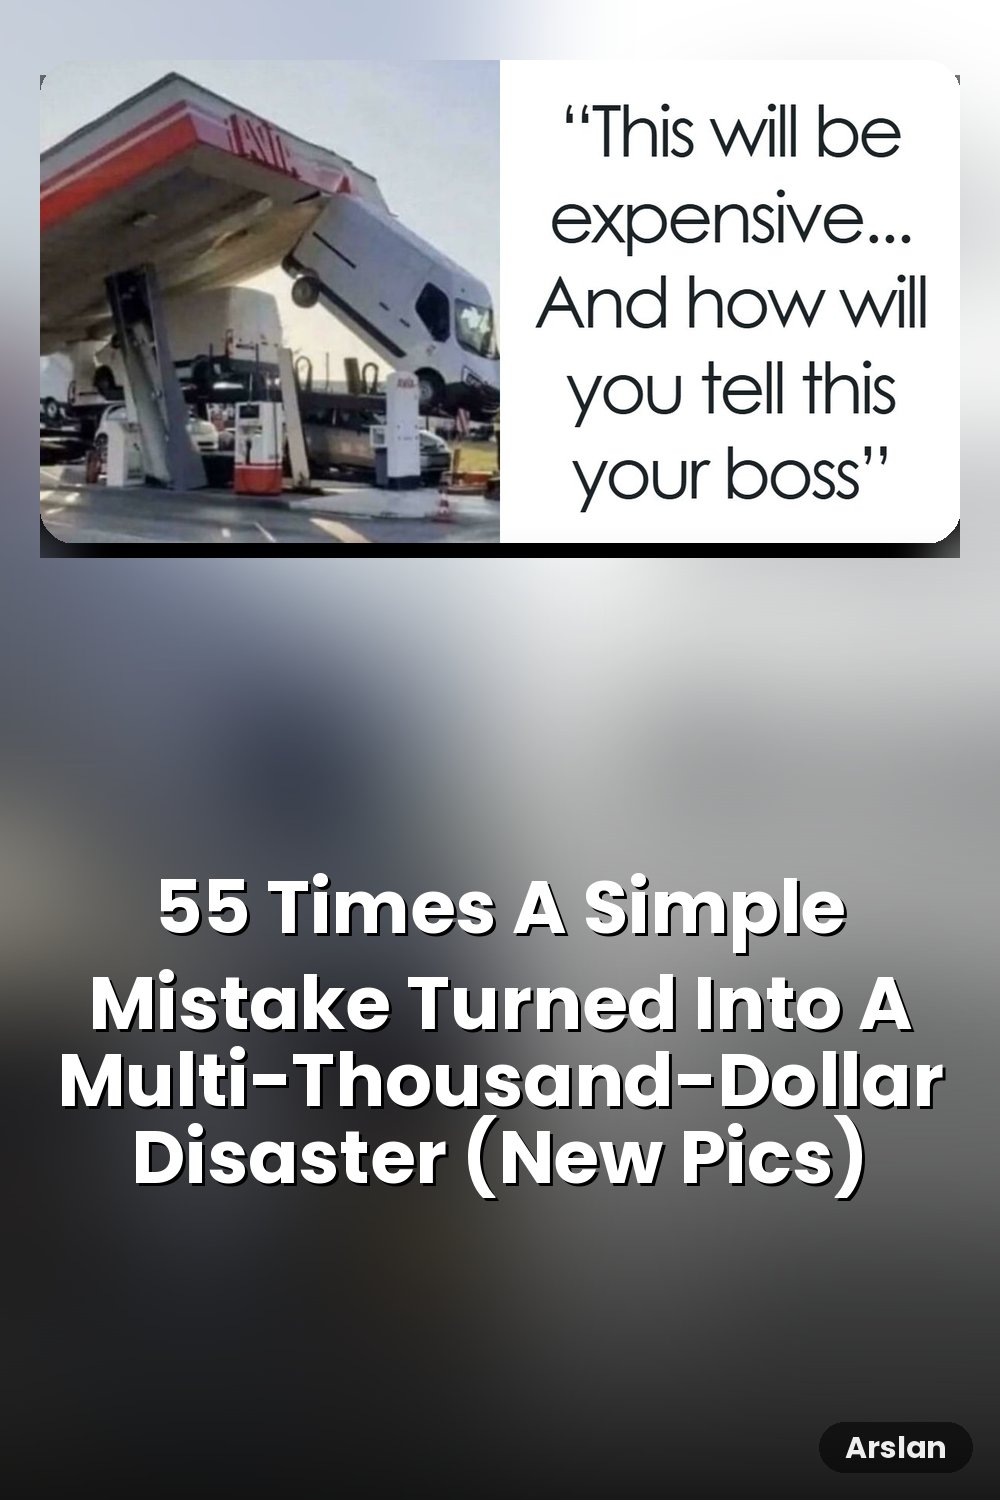 AVIA
“This will be
expensive...
And how will
you tell this
your boss”
55 Times A Simple
Mistake Turned Into A
Multi-Thousand-Dollar
Disaster (New Pics)
Arslan